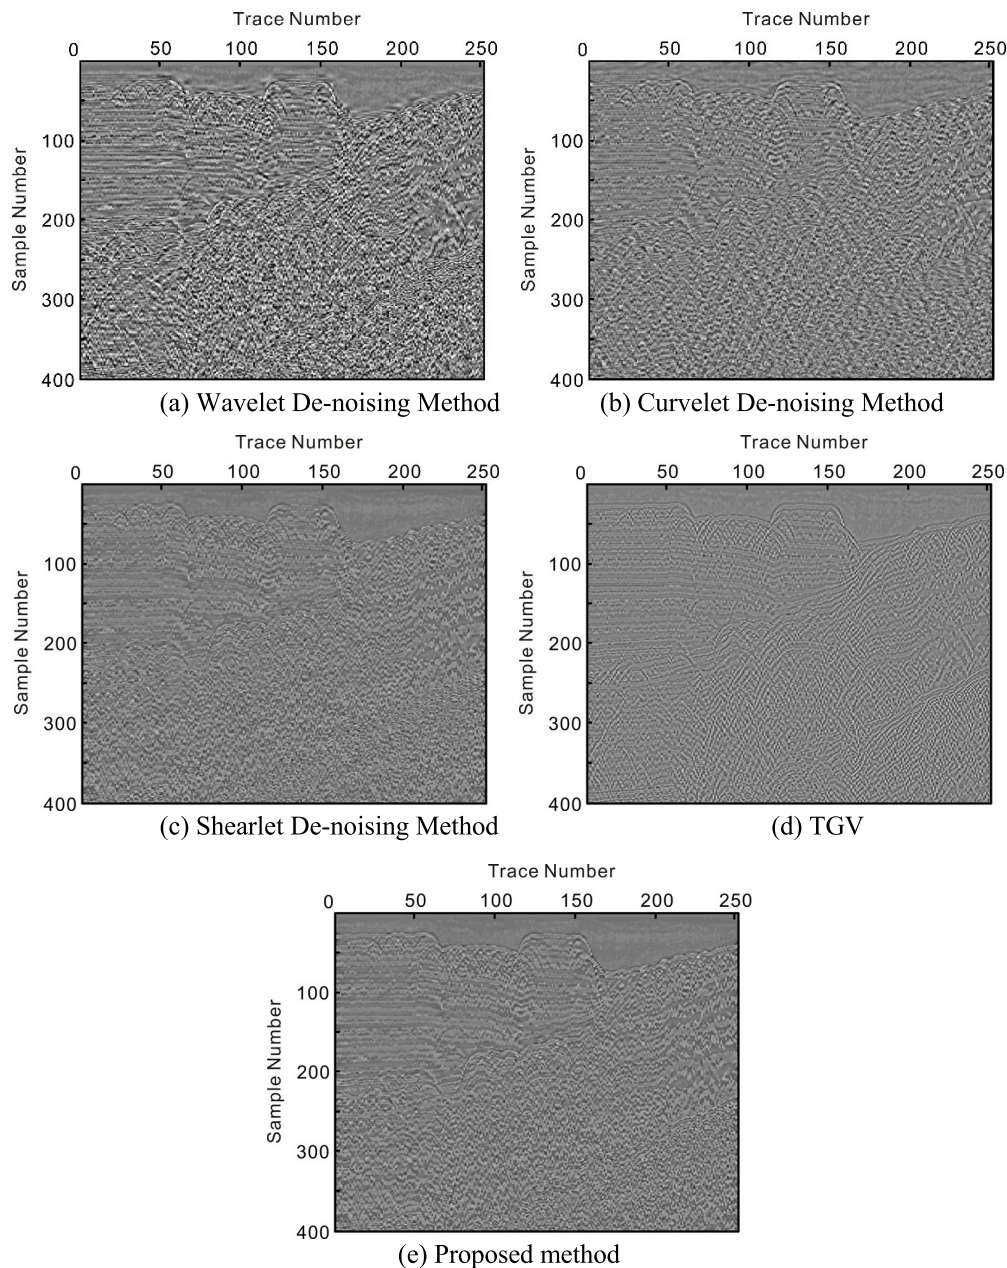 Trace Number Trace Number
0 50 100 150 200 250 0 50 100 150 200 250
Sample Number 100 200 300 400 Sample Number 100 200 300 400
(a) Wavelet De-noising Method (b) Curvelet De-noising Method
Trace Number Trace Number
0 50 100 150 200 250 0 50 100 150 200 250
Sample Number 100 200 300 400 Sample Number 100 200 300 400
(c) Shearlet De-noising Method (d) TGV
Trace Number
0 50 100 150 200 250
Sample Number 100 200 300 400
(e) Proposed method